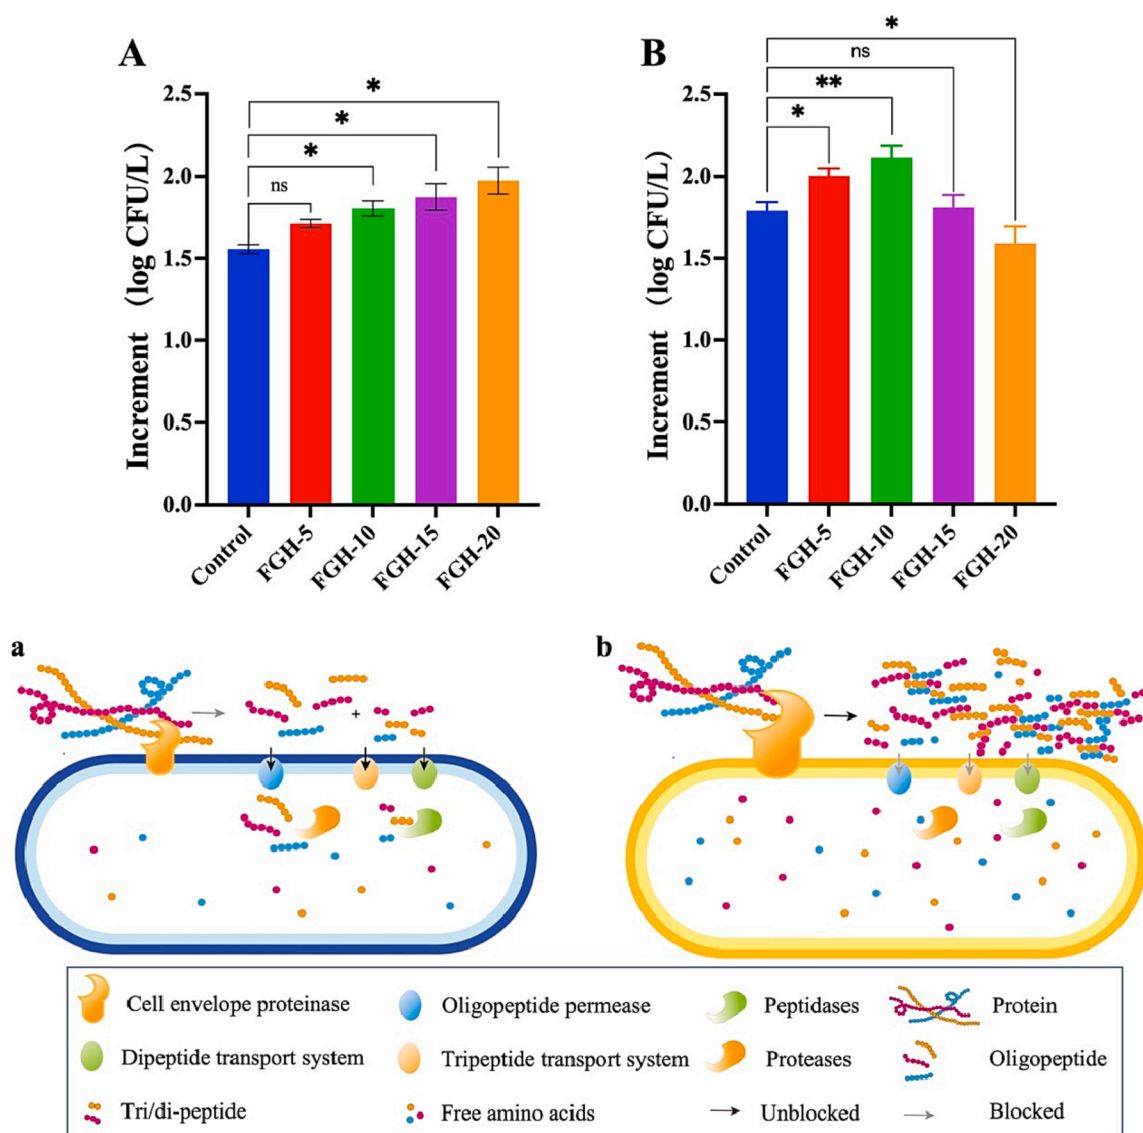 A
Increment (log CFU/L)
2.5
2.0
1.5
1.0
0.5
0.0
ns
*
*
*
Control
FGH-5
FGH-10
FGH-15
FGH-20
B
Increment (log CFU/L)
2.5
2.0
1.5
1.0
0.5
0.0
*
**
ns
*
Control
FGH-5
FGH-10
FGH-15
FGH-20
a
+
b
Cell envelope proteinase
Oligopeptide permease
Peptidases
Protein
Dipeptide transport system
Tripeptide transport system
Proteases
Oligopeptide
Tri/di-peptide
Free amino acids
Unblocked
Blocked